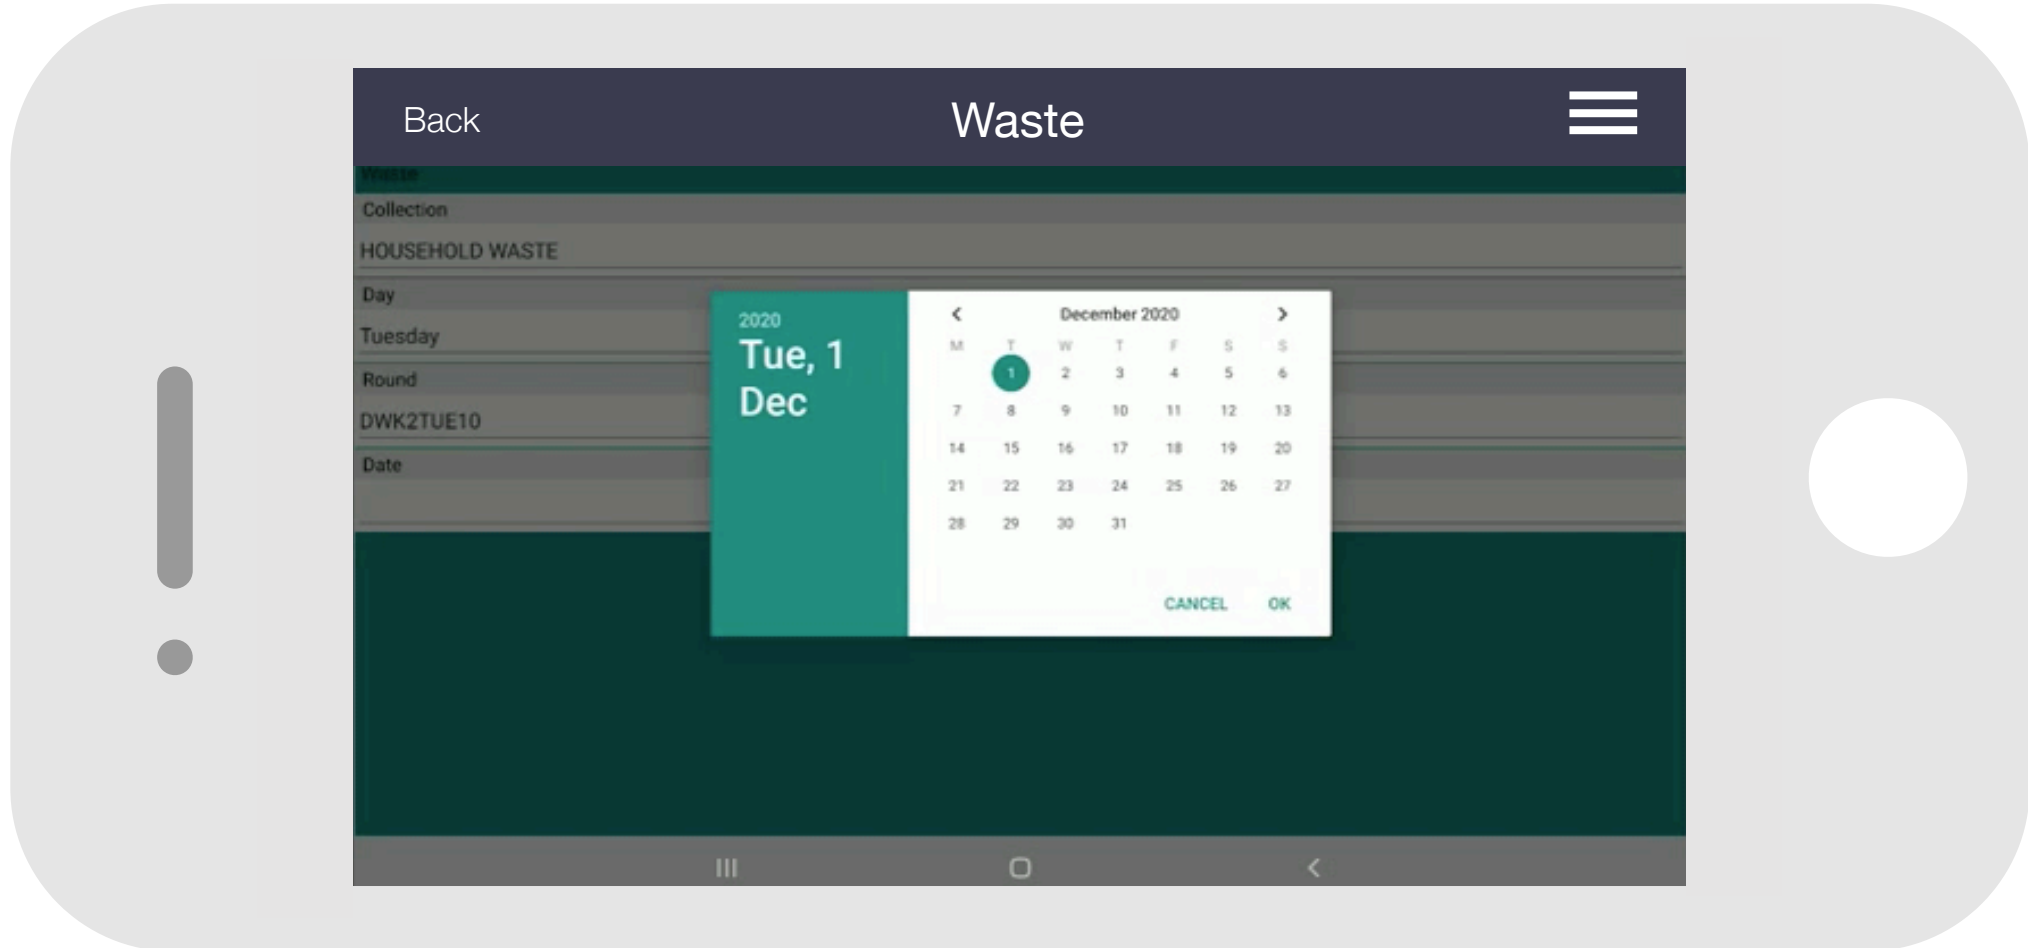 Back
Waste
Waste
Collection
HOUSEHOLD WASTE
Day
Tuesday
Round
DWK2TUE10
Date
2020
Tue, 1
Dec
December 2020
M T W T F S S
1 2 3 4 5 6
7 8 9 10 11 12 13
14 15 16 17 18 19 20
21 22 23 24 25 26 27
28 29 30 31
CANCEL OK